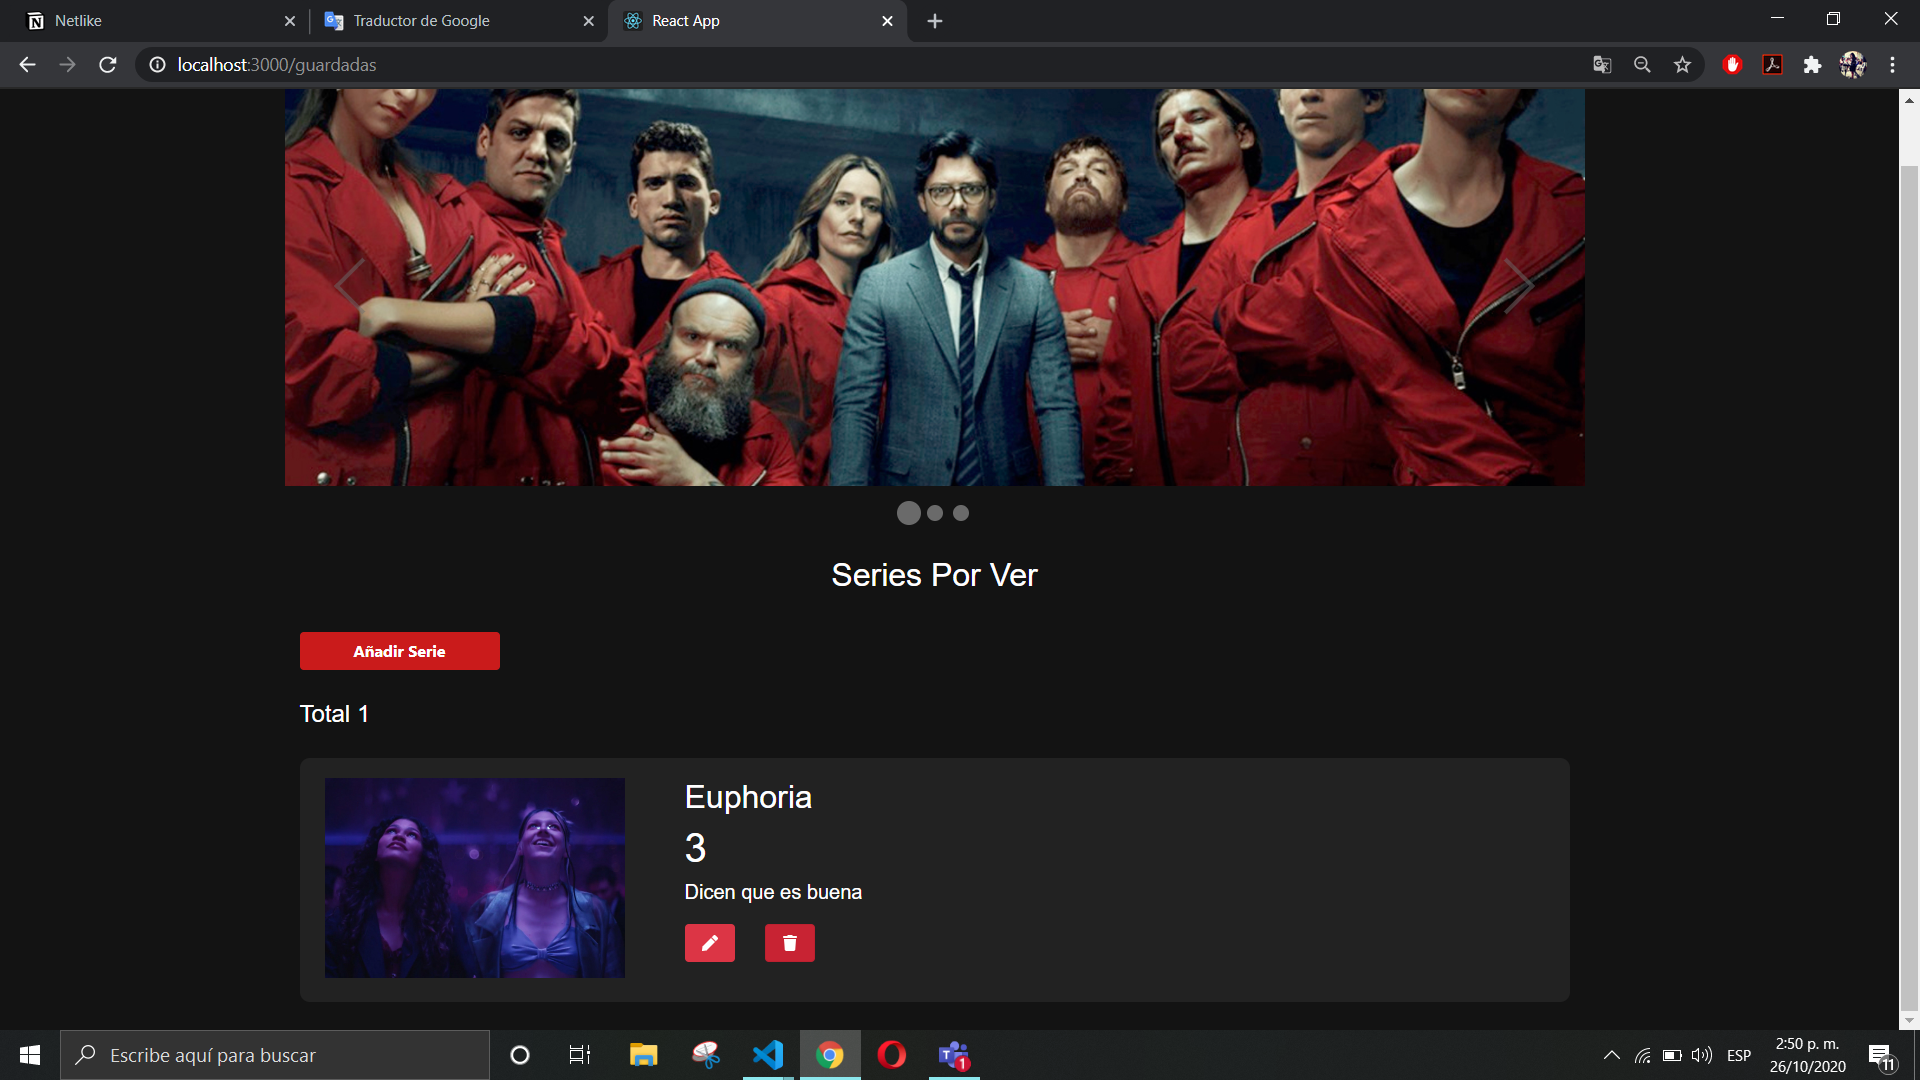 Netlike
Traductor de Google
React App
localhost:3000/guardadas
Series Por Ver
Añadir Serie
Total 1
Euphoria
3
Dicen que es buena
Escribe aquí para buscar
1
ESP
2:50 p. m.
26/10/2020
11